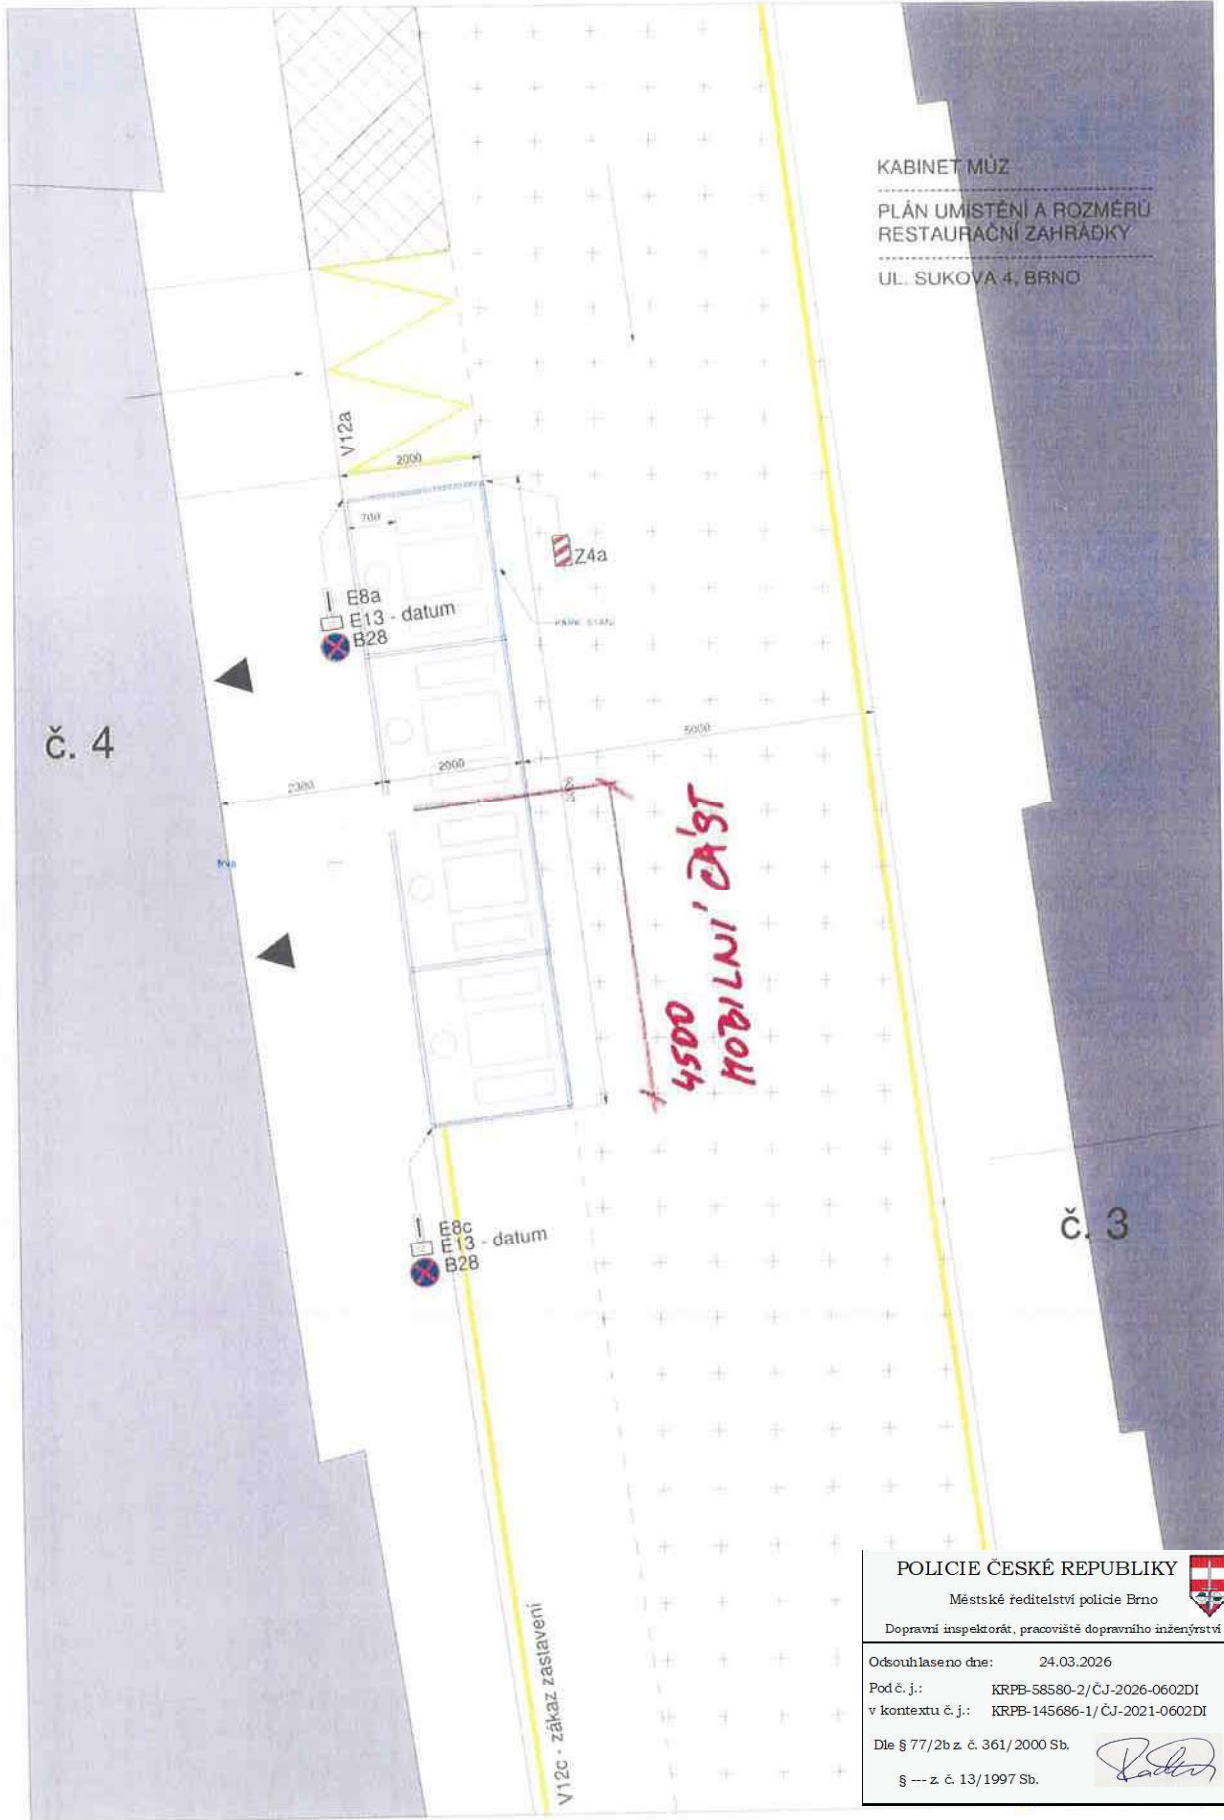 KABINET MÚZ
PLÁN UMÍSTĚNÍ A ROZMĚRŮ
RESTAURAČNÍ ZAHRÁDKY
UL. SUKOVA 4, BRNO
V12a
2000
700
Z4a
E8a
E13 - datum
B28
PARK. STÁNÍ
č. 4
5000
2000
2300
4500
MOBILNÍ ČÁST
E8c
E13 - datum
B28
č. 3
V12c - zákaz zastavení
POLICIE ČESKÉ REPUBLIKY
Městské ředitelství policie Brno
Dopravní inspektorát, pracoviště dopravního inženýrství
Odsouhlaseno dne: 24.03.2026
Pod č. j.: KRPB-58580-2/ČJ-2026-0602DI
v kontextu č. j.: KRPB-145686-1/ČJ-2021-0602DI
Dle § 77/2b z. č. 361/2000 Sb.
§ --- z. č. 13/1997 Sb.